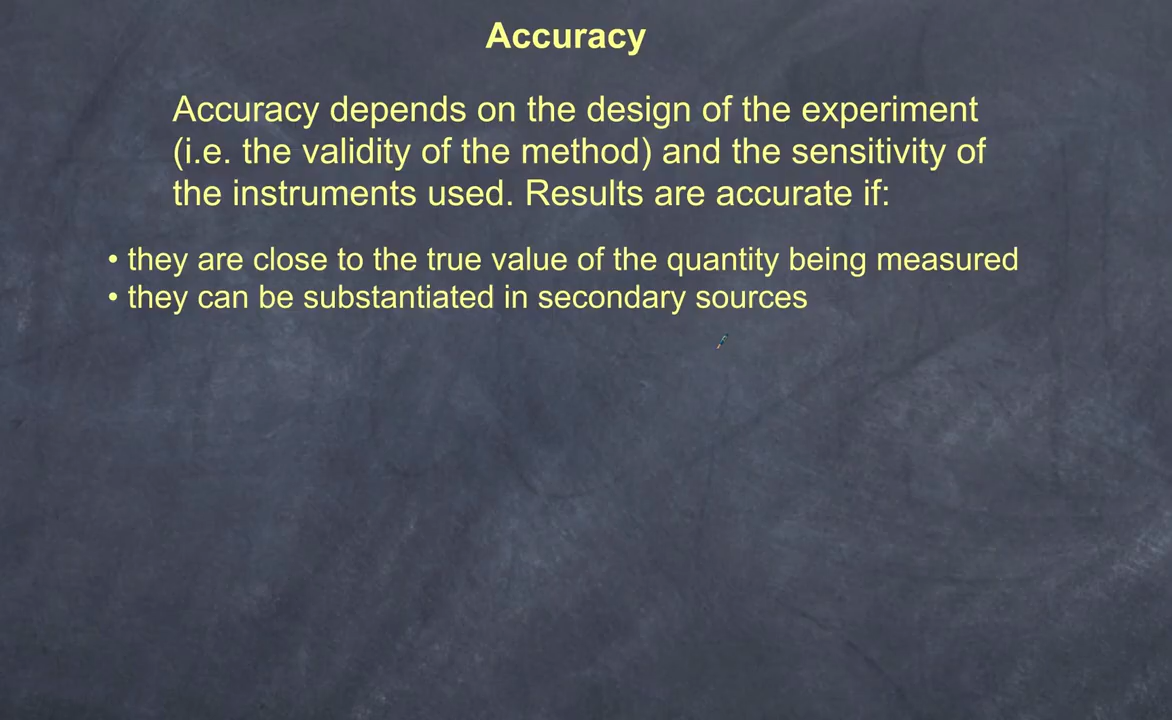 Accuracy
Accuracy depends on the design of the experiment
(i.e. the validity of the method) and the sensitivity of
the instruments used. Results are accurate if:
• they are close to the true value of the quantity being measured
• they can be substantiated in secondary sources